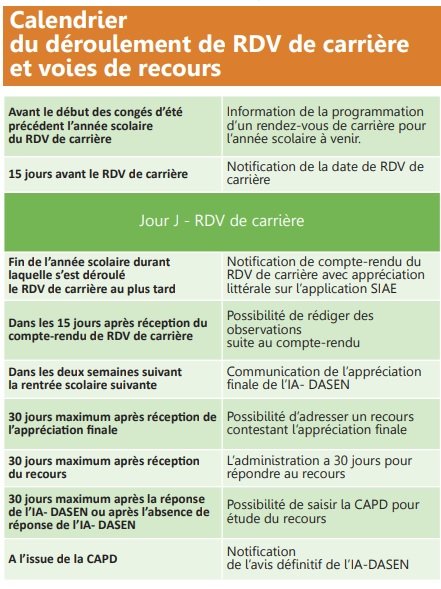 Calendrier
du déroulement de RDV de carrière
et voies de recours
Avant le début des congés d'été
précédent l'année scolaire
du RDV de carrière
Information de la programmation
d'un rendez-vous de carrière pour
l'année scolaire à venir.
15 jours avant le RDV de carrière
Notification de la date de RDV de
carrière
Jour J - RDV de carrière
Fin de l'année scolaire durant
laquelle s'est déroulé
le RDV de carrière au plus tard
Notification de compte-rendu du
RDV de carrière avec appréciation
littérale sur l'application SIAE
Dans les 15 jours après réception du
compte-rendu de RDV de carrière
Possibilité de rédiger des
observations
suite au compte-rendu
Dans les deux semaines suivant
la rentrée scolaire suivante
Communication de l'appréciation
finale de l'IA- DASEN
30 jours maximum après réception de
l'appréciation finale
Possibilité d'adresser un recours
contestant l'appréciation finale
30 jours maximum après réception
du recours
L'administration a 30 jours pour
répondre au recours
30 jours maximum après la réponse
de l'IA- DASEN ou après l'absence de
réponse de l'IA- DASEN
Possibilité de saisir la CAPD pour
étude du recours
A l'issue de la CAPD
Notification
de l'avis définitif de l'IA-DASEN